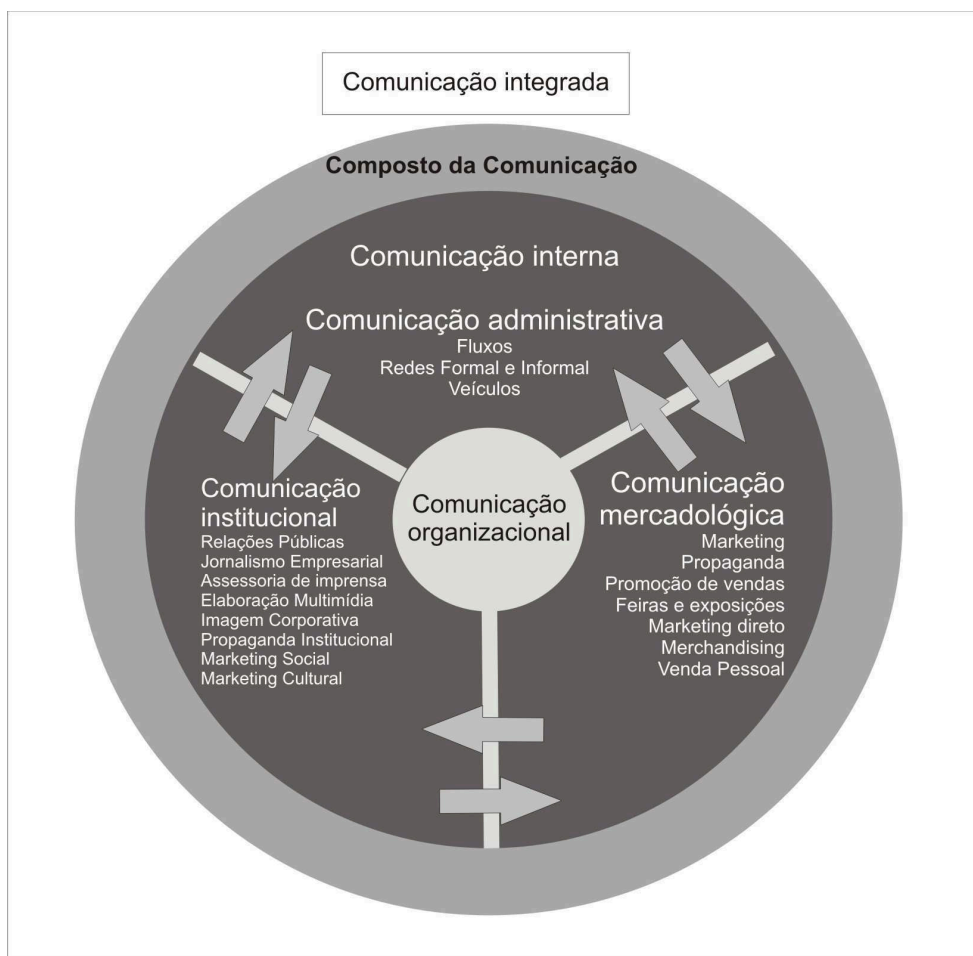 Comunicação integrada
Composto da Comunicação
Comunicação interna
Comunicação administrativa
Fluxos
Redes Formal e Informal
Veículos
Comunicação
organizacional
Comunicação
institucional
Relações Públicas
Jornalismo Empresarial
Assessoria de imprensa
Elaboração Multimídia
Imagem Corporativa
Propaganda Institucional
Marketing Social
Marketing Cultural
Comunicação
mercadológica
Marketing
Propaganda
Promoção de vendas
Feiras e exposições
Marketing direto
Merchandising
Venda Pessoal